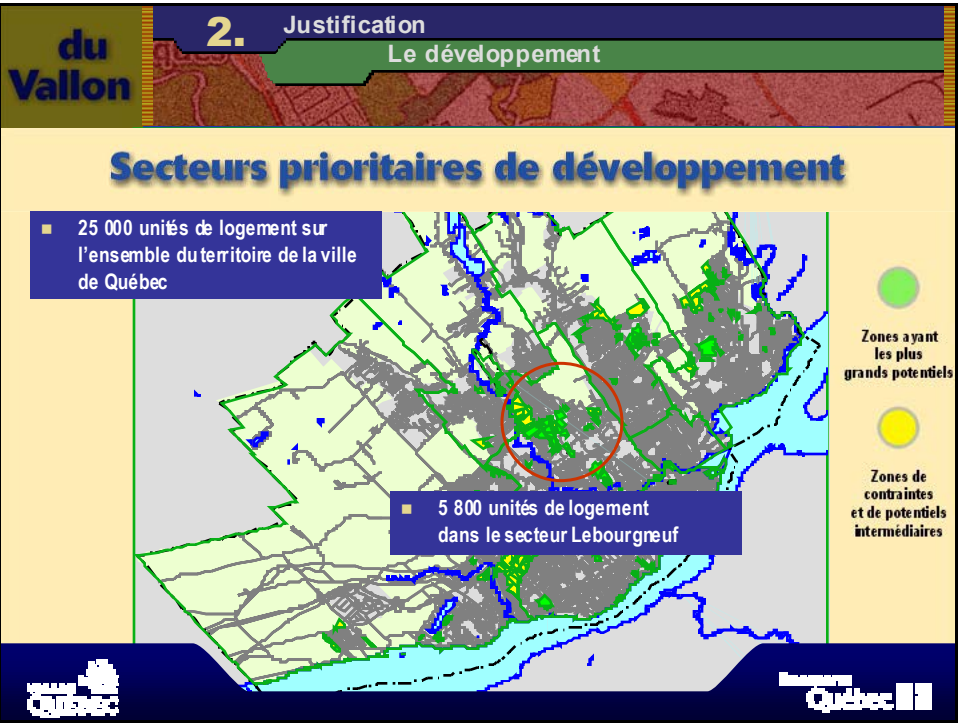 du
Vallon
2.
Justification
Le développement
Secteurs prioritaires de développement
25 000 unités de logement sur
l'ensemble du territoire de la ville
de Québec
Zones ayant
les plus
grands potentiels
Zones de
contraintes
et de potentiels
intermédiaires
5 800 unités de logement
dans le secteur Lebourgneuf
Québec